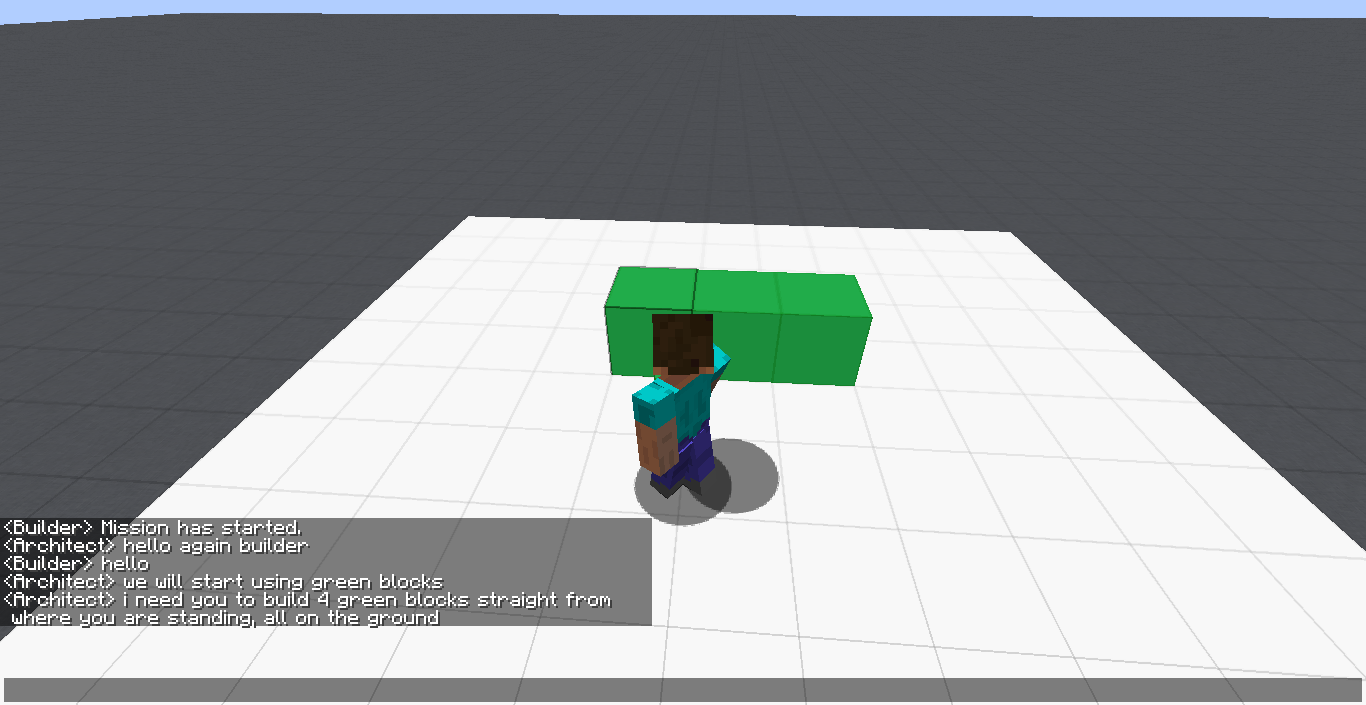 <Builder> Mission has started.
<Architect> hello again builder
<Builder> hello
<Architect> we will start using green blocks
<Architect> i need you to build 4 green blocks straight from
where you are standing, all on the ground